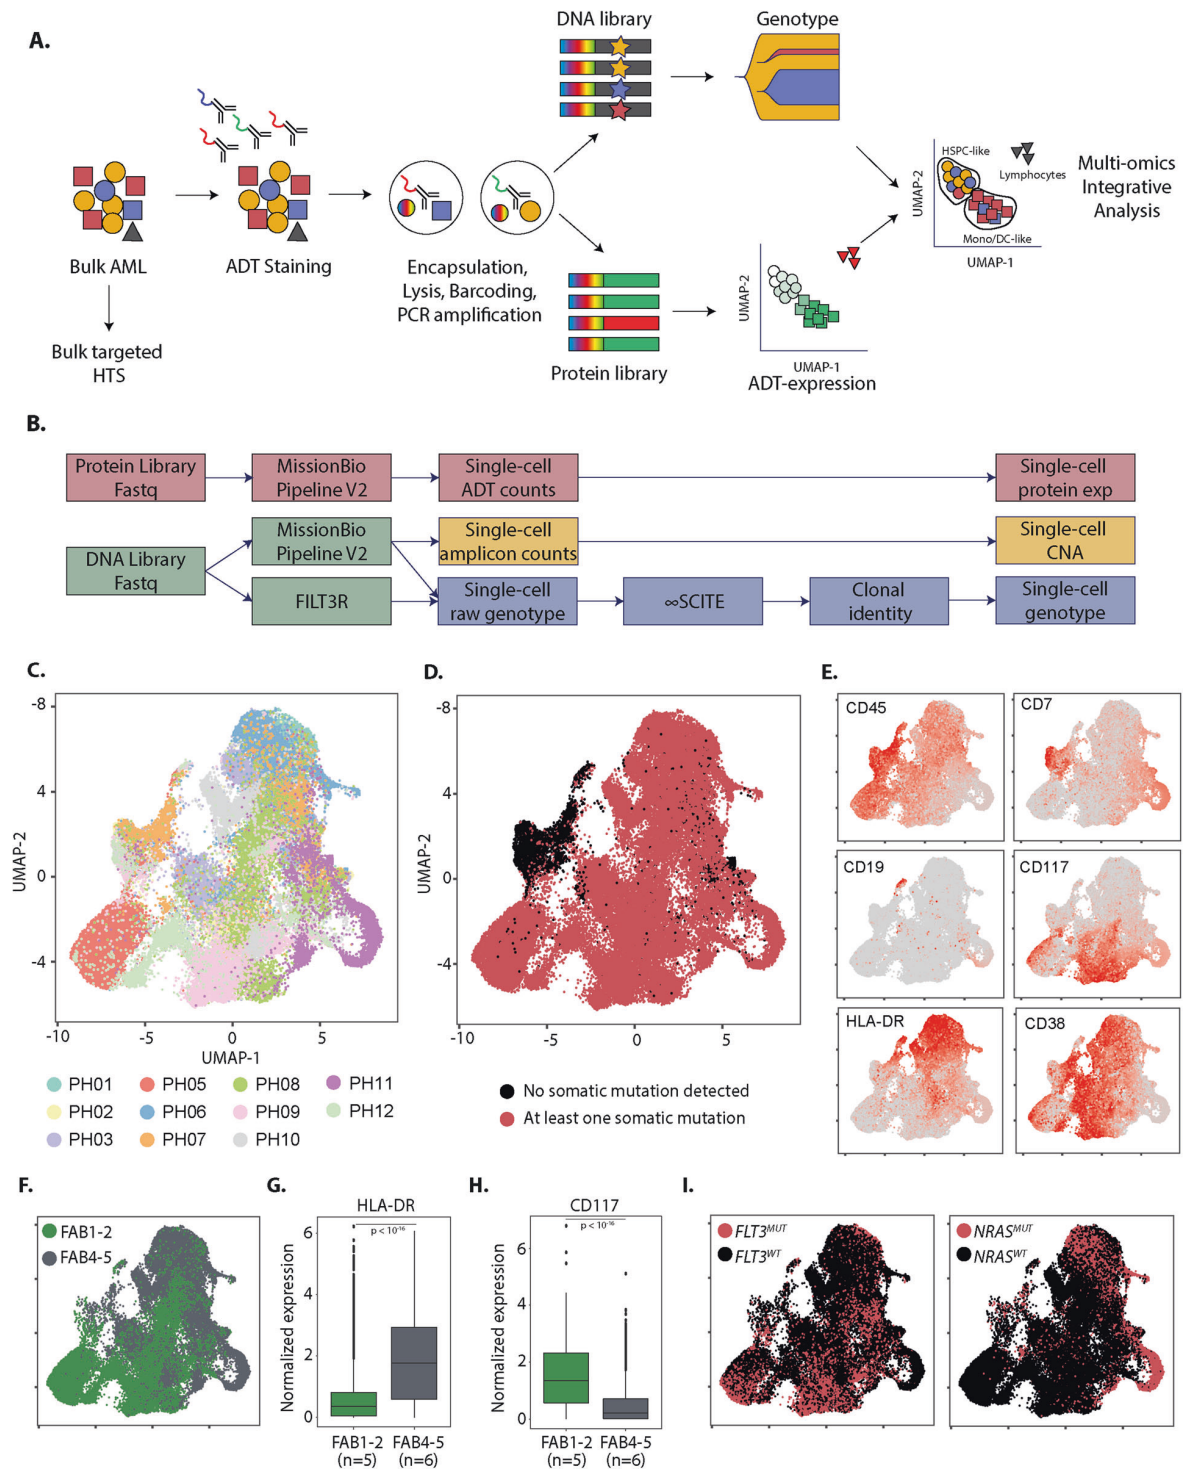 A.
DNA library
Genotype
Bulk AML
ADT Staining
Encapsulation,
Lysis, Barcoding,
PCR amplification
Bulk targeted
HTS
Protein library
UMAP-2
UMAP-1
ADT-expression
UMAP-2
HSPC-like
Lymphocytes
Mono/DC-like
UMAP-1
Multi-omics
Integrative
Analysis
B.
Protein Library
Fastq
MissionBio
Pipeline V2
Single-cell
ADT counts
Single-cell
protein exp
DNA Library
Fastq
MissionBio
Pipeline V2
Single-cell
amplicon counts
Single-cell
CNA
FILT3R
Single-cell
raw genotype
∞SCITE
Clonal
identity
Single-cell
genotype
C.
-8
4
0
-4
UMAP-2
-10
-5
0
5
UMAP-1
PH01
PH05
PH08
PH11
PH02
PH06
PH09
PH12
PH03
PH07
PH10
D.
-8
4
0
-4
UMAP-2
-10
-5
0
5
No somatic mutation detected
At least one somatic mutation
E.
CD45
CD7
CD19
CD117
HLA-DR
CD38
F.
FAB1-2
FAB4-5
G.
HLA-DR
p < 10-16
6
4
2
0
Normalized expression
FAB1-2
(n=5)
FAB4-5
(n=6)
H.
CD117
p < 10-16
6
4
2
0
Normalized expression
FAB1-2
(n=5)
FAB4-5
(n=6)
I.
FLT3MUT
FLT3WT
NRASMUT
NRASWT